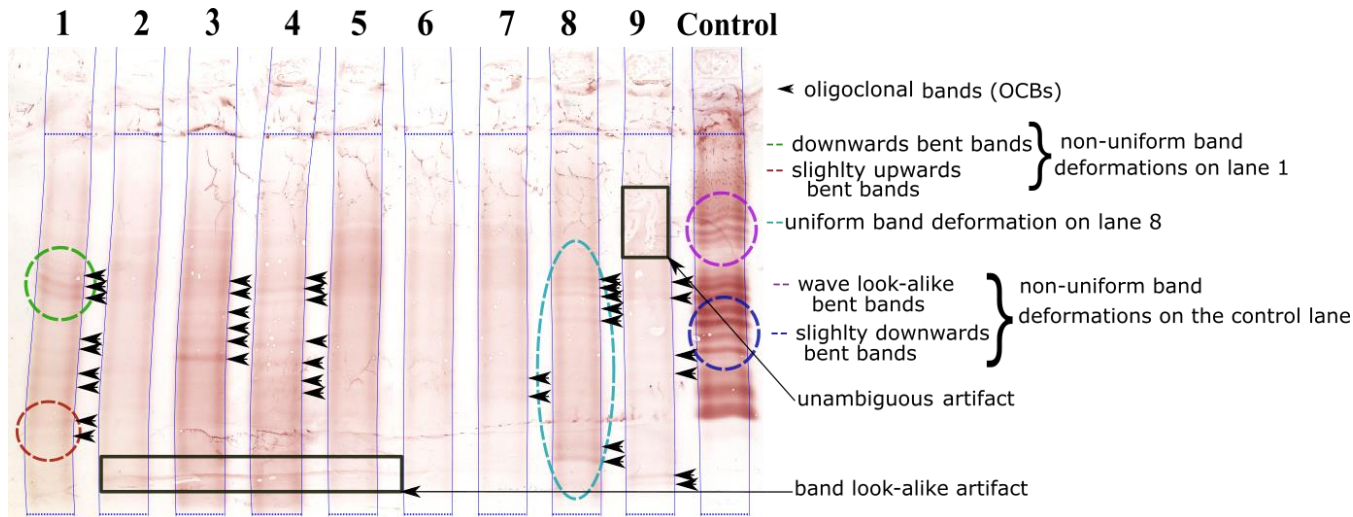 1 2 3 4 5 6 7 8 9 Control
oligoclonal bands (OCBs)
downwards bent bands
slighlty upwards
bent bands
non-uniform band
deformations on lane 1
uniform band deformation on lane 8
wave look-alike
bent bands
slighlty downwards
bent bands
non-uniform band
deformations on the control lane
unambiguous artifact
band look-alike artifact